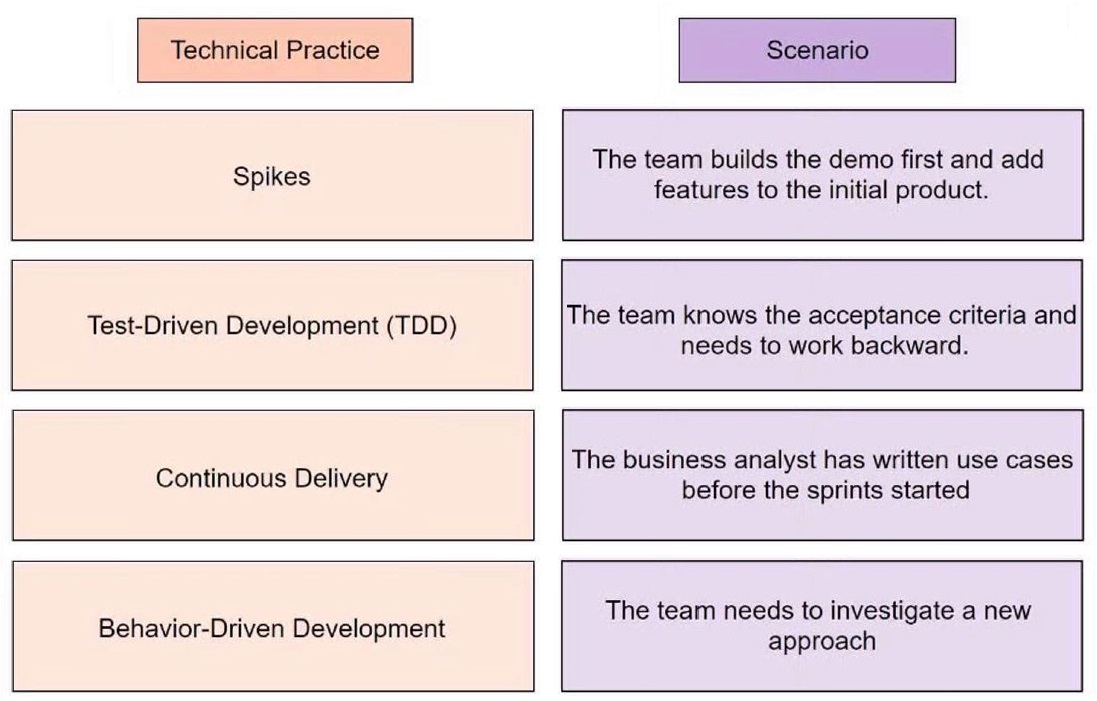 Technical Practice
Scenario
Spikes
The team builds the demo first and add
features to the initial product.
Test-Driven Development (TDD)
The team knows the acceptance criteria and
needs to work backward.
Continuous Delivery
The business analyst has written use cases
before the sprints started
Behavior-Driven Development
The team needs to investigate a new
approach